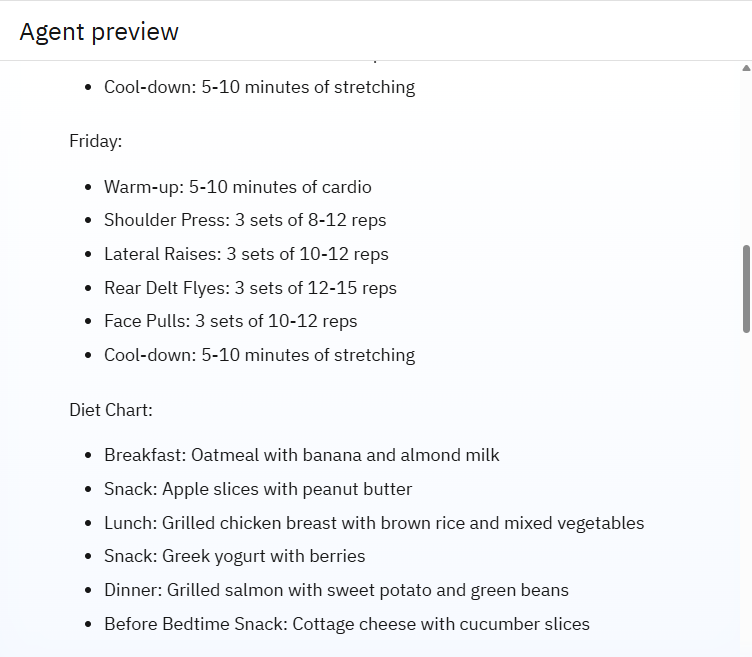 Agent preview
• Cool-down: 5-10 minutes of stretching
Friday:
• Warm-up: 5-10 minutes of cardio
• Shoulder Press: 3 sets of 8-12 reps
• Lateral Raises: 3 sets of 10-12 reps
• Rear Delt Flyes: 3 sets of 12-15 reps
• Face Pulls: 3 sets of 10-12 reps
• Cool-down: 5-10 minutes of stretching
Diet Chart:
• Breakfast: Oatmeal with banana and almond milk
• Snack: Apple slices with peanut butter
• Lunch: Grilled chicken breast with brown rice and mixed vegetables
• Snack: Greek yogurt with berries
• Dinner: Grilled salmon with sweet potato and green beans
• Before Bedtime Snack: Cottage cheese with cucumber slices